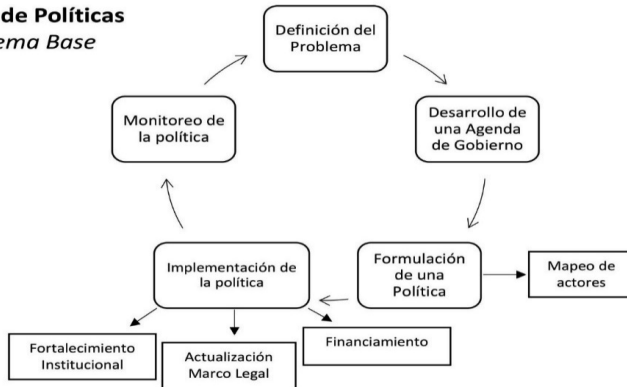 de Políticas
ema Base
Definición del
Problema
Monitoreo de
la política
Desarrollo de
una Agenda
de Gobierno
Implementación de
la política
Formulación
de una
Política
Mapeo de
actores
Fortalecimiento
Institucional
Actualización
Marco Legal
Financiamiento